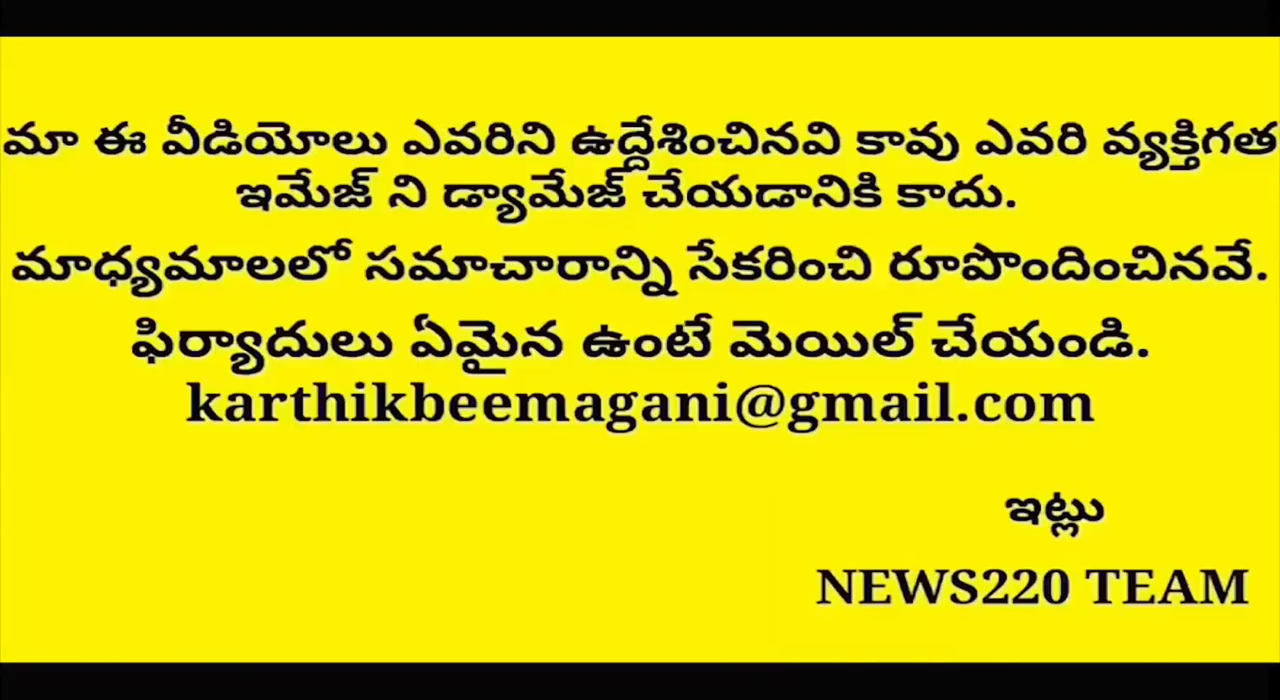 మా ఈ వీడియోలు ఎవరిని ఉద్దేశించినవి కావు ఎవరి వ్యక్తిగత
ఇమేజ్ ని డ్యామేజ్ చేయడానికి కాదు.
మాధ్యమాలలో సమాచారాన్ని సేకరించి రూపొందించినవే.
ఫిర్యాదులు ఏమైన ఉంటే మెయిల్ చేయండి.
karthikbeemagani@gmail.com
ఇట్లు
NEWS220 TEAM